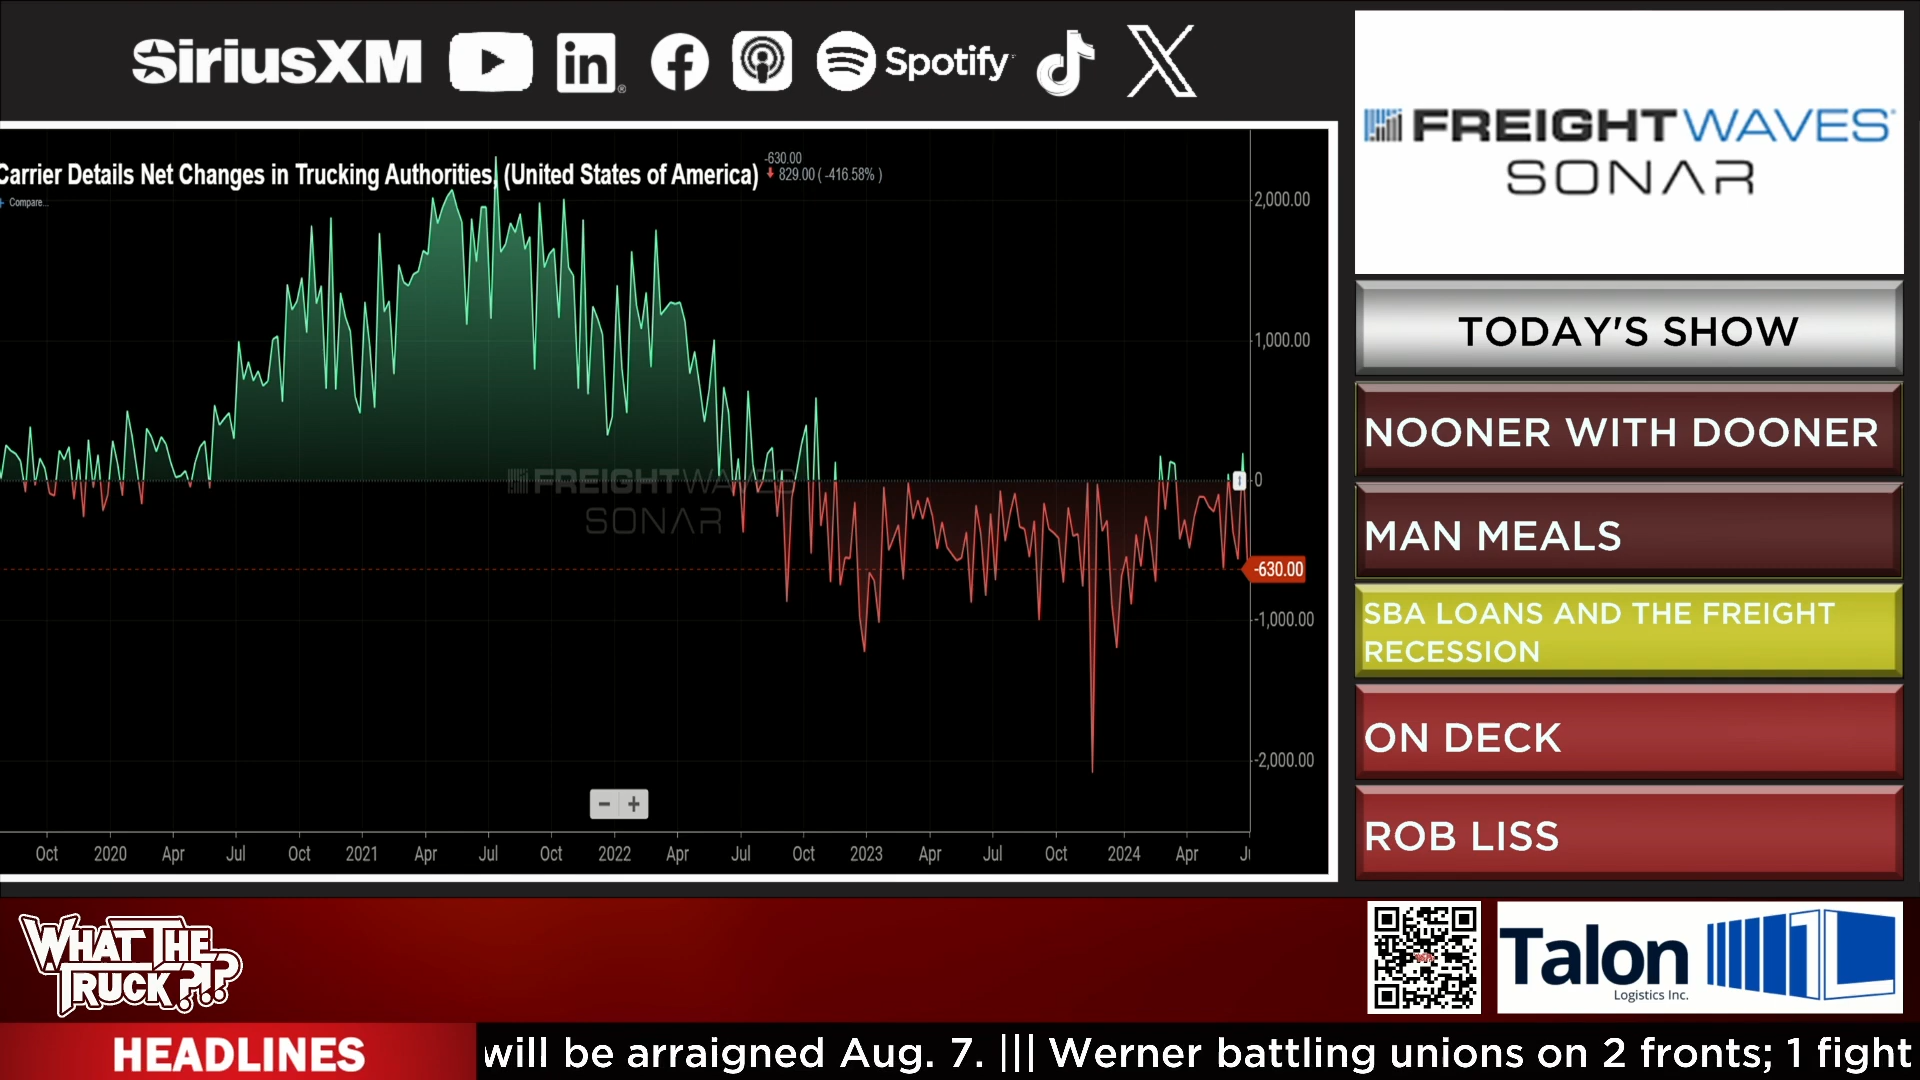 SiriusXM
in
Spotify
FREIGHTWAVES
SONAR
Carrier Details Net Changes in Trucking Authorities, (United States of America)
-630.00
829.00 ( -416.58% )
+ Compare...
2,000.00
1,000.00
0
-630.00
-1,000.00
-2,000.00
FREIGHTWAVES
SONAR
− +
Oct 2020 Apr Jul Oct 2021 Apr Jul Oct 2022 Apr Jul Oct 2023 Apr Jul Oct 2024 Apr
TODAY'S SHOW
NOONER WITH DOONER
MAN MEALS
SBA LOANS AND THE FREIGHT
RECESSION
ON DECK
ROB LISS
WHAT THE
TRUCK?!?
Talon
Logistics Inc.
HEADLINES
will be arraigned Aug. 7. ||| Werner battling unions on 2 fronts; 1 fight